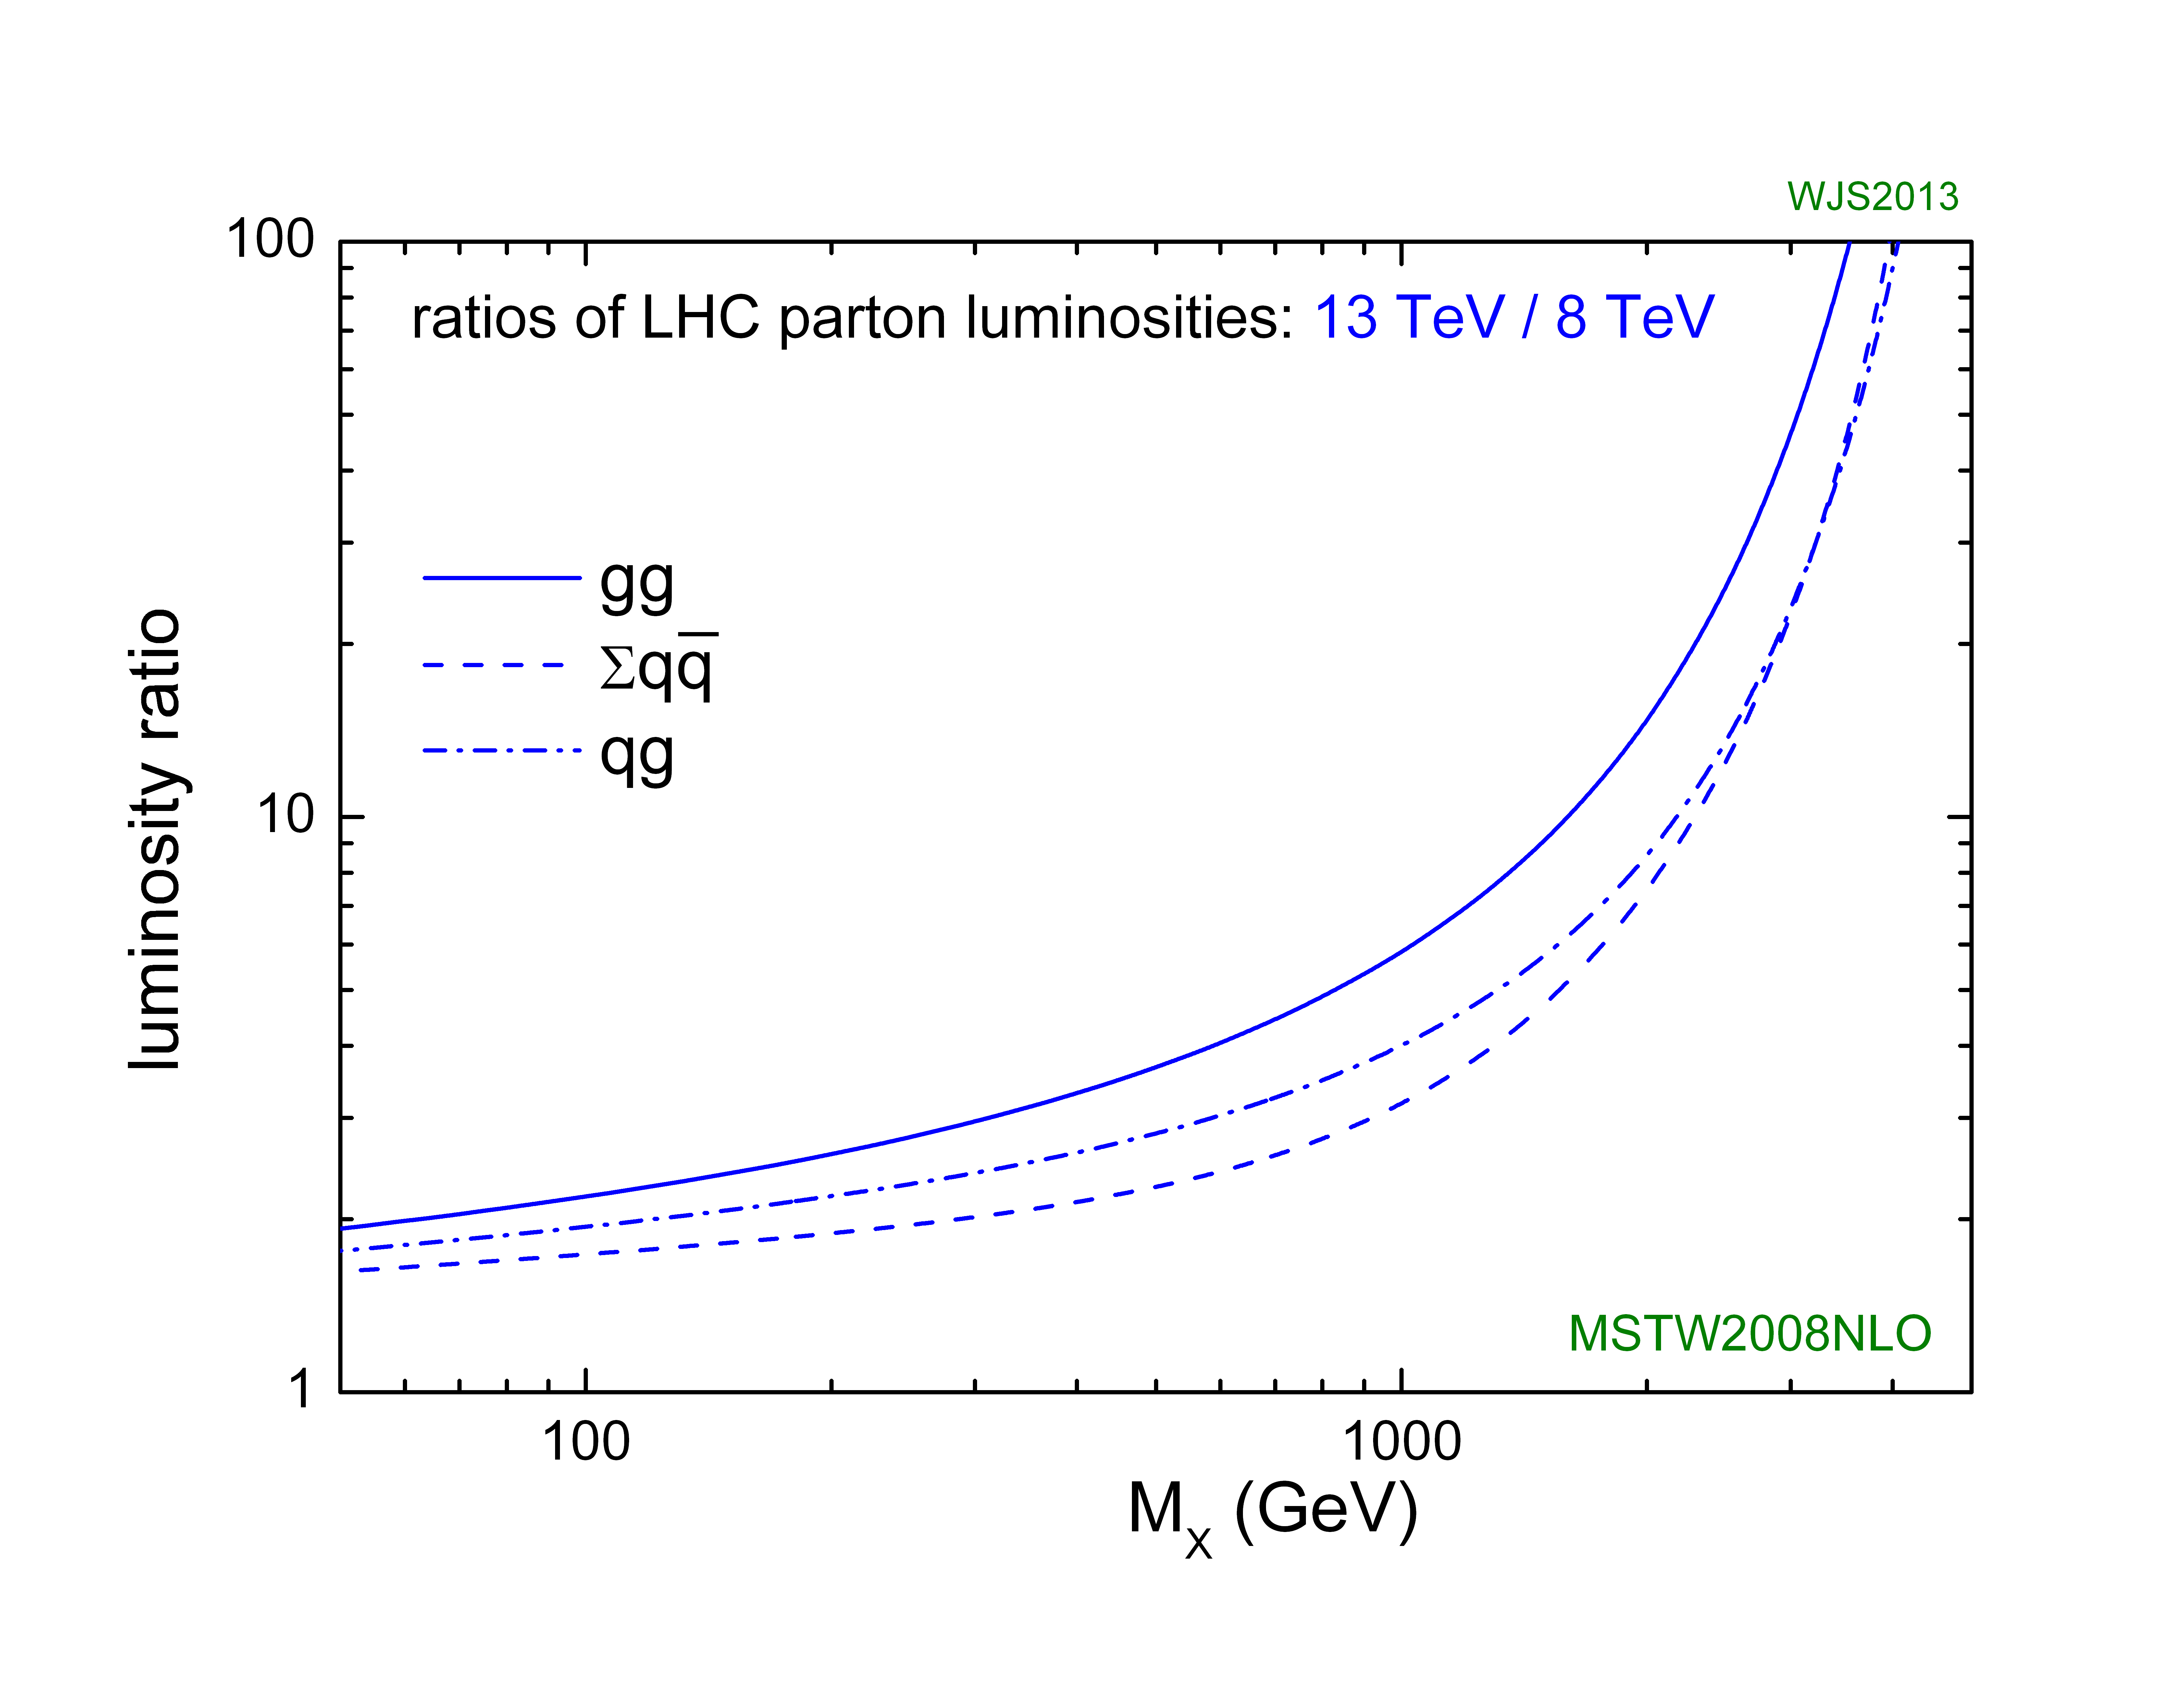 WJS2013
100
ratios of LHC parton luminosities: 13 TeV / 8 TeV
gg
Σqq̅
qg
luminosity ratio
10
MSTW2008NLO
1
100 1000
M_X (GeV)